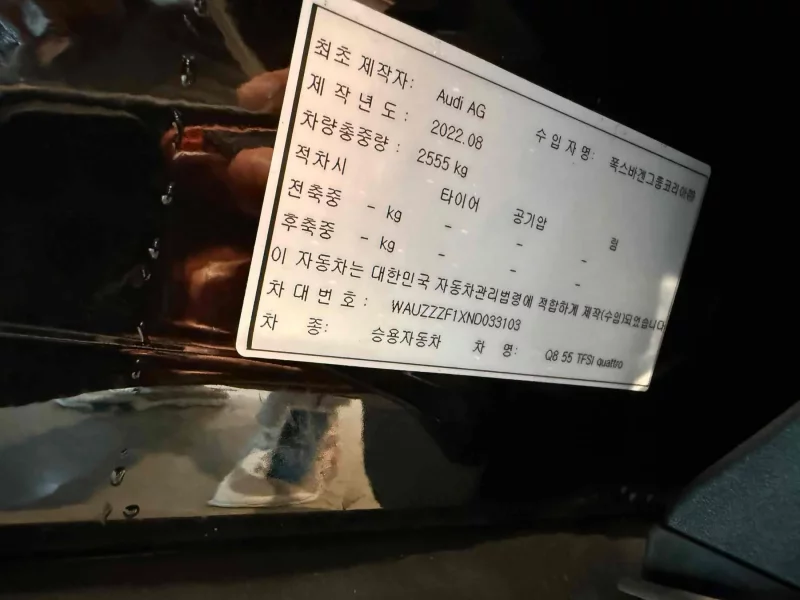 최초 제작자: Audi AG 수입자명: 폭스바겐그룹코리아㈜
제작년도: 2022.08
차량총중량: 2555 kg
적차시 타이어 공기압 림
전축중 - kg - - -
후축중 - kg - - -
이 자동차는 대한민국 자동차관리법령에 적합하게 제작(수입)되었습니다
차대번호: WAUZZZF1XND033103
차 종: 승용자동차 차 명: Q8 55 TFSI quattro